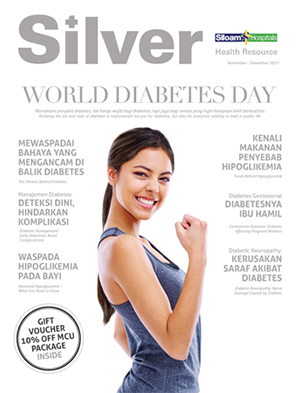 Silver
Siloam Hospitals
Health Resource
November - December 2017
WORLD DIABETES DAY
Memahami penyakit diabetes, tak hanya wajib bagi diabetesi, tapi juga bagi semua yang ingin hidupnya lebih berkualitas.
Knowing the ins and outs of diabetes is instrumental not just for diabetics, but also for everyone wishing to lead a quality life.
MEWASPADAI
BAHAYA YANG
MENGANCAM DI
BALIK DIABETES
The Threats Behind Diabetes
Manajemen Diabetes:
DETEKSI DINI,
HINDARKAN
KOMPLIKASI
Diabetes Management:
Early Detection, Avoid
Complications
WASPADA
HIPOGLIKEMIA
PADA BAYI
Neonatal Hypoglycemia –
What You Need to Know
KENALI
MAKANAN
PENYEBAB
HIPOGLIKEMIA
Foods Behind Hypoglycemia
Diabetes Gestasional
DIABETESNYA
IBU HAMIL
Gestational Diabetes: Diabetes
Affecting Pregnant Mothers
Diabetic Neuropathy:
KERUSAKAN
SARAF AKIBAT
DIABETES
Diabetic Neuropathy: Nerve
Damage Caused by Diabetes
GIFT
VOUCHER
10% OFF MCU
PACKAGE
INSIDE